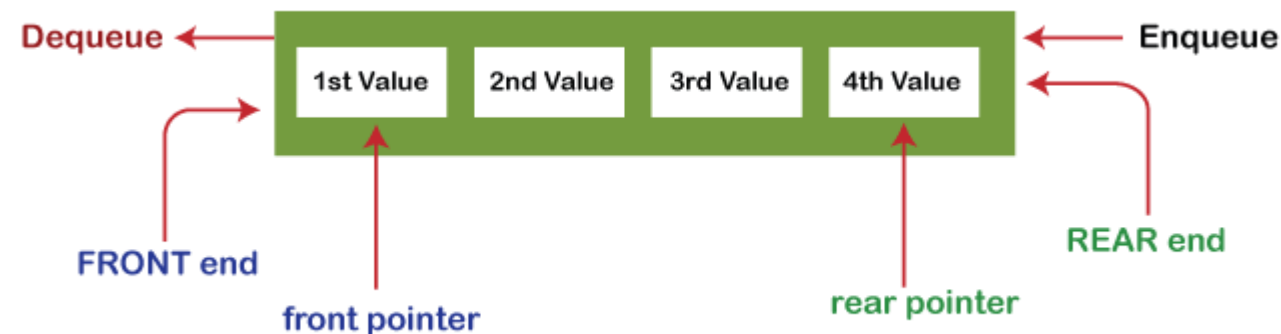 Dequeue
Enqueue
1st Value
2nd Value
3rd Value
4th Value
FRONT end
REAR end
front pointer
rear pointer